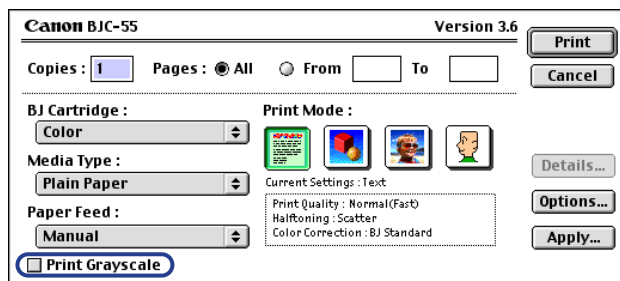 Canon BJC-55 Version 3.6
Print
Copies : 1 Pages : All From To
Cancel
BJ Cartridge :
Color
Print Mode :
Media Type :
Plain Paper
Current Settings : Text
Details...
Print Quality : Normal(Fast)
Halftoning : Scatter
Color Correction : BJ Standard
Options...
Paper Feed :
Manual
Apply...
Print Grayscale